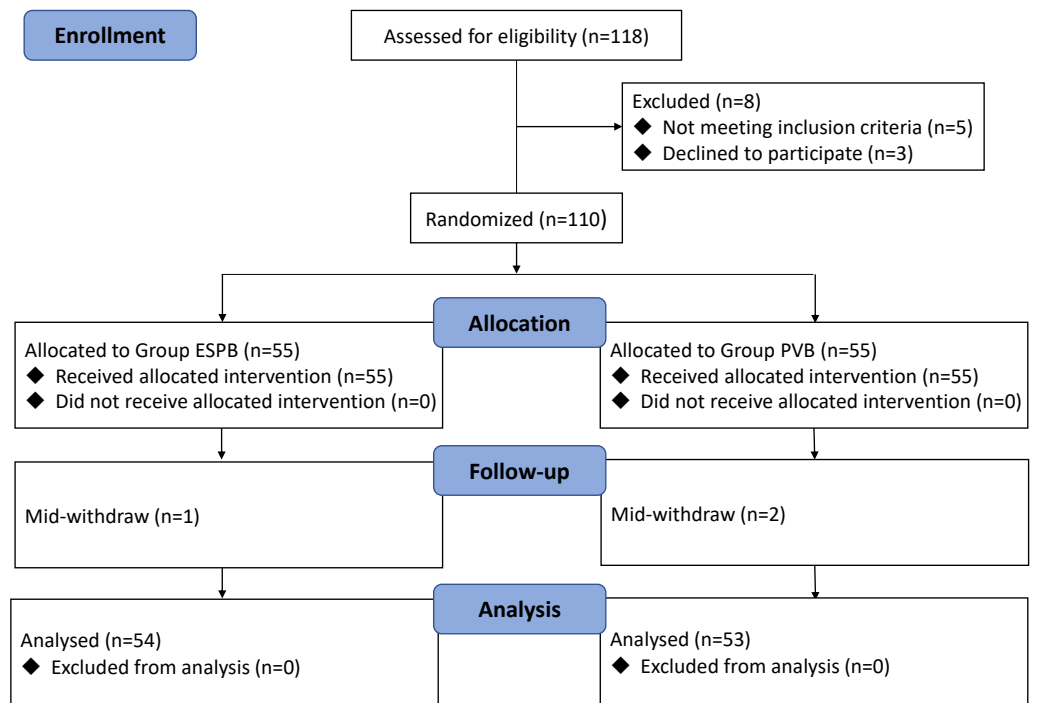 Enrollment
Assessed for eligibility (n=118)
Excluded (n=8)
◆ Not meeting inclusion criteria (n=5)
◆ Declined to participate (n=3)
Randomized (n=110)
Allocation
Allocated to Group ESPB (n=55)
◆ Received allocated intervention (n=55)
◆ Did not receive allocated intervention (n=0)
Allocated to Group PVB (n=55)
◆ Received allocated intervention (n=55)
◆ Did not receive allocated intervention (n=0)
Follow-up
Mid-withdraw (n=1)
Mid-withdraw (n=2)
Analysis
Analysed (n=54)
◆ Excluded from analysis (n=0)
Analysed (n=53)
◆ Excluded from analysis (n=0)